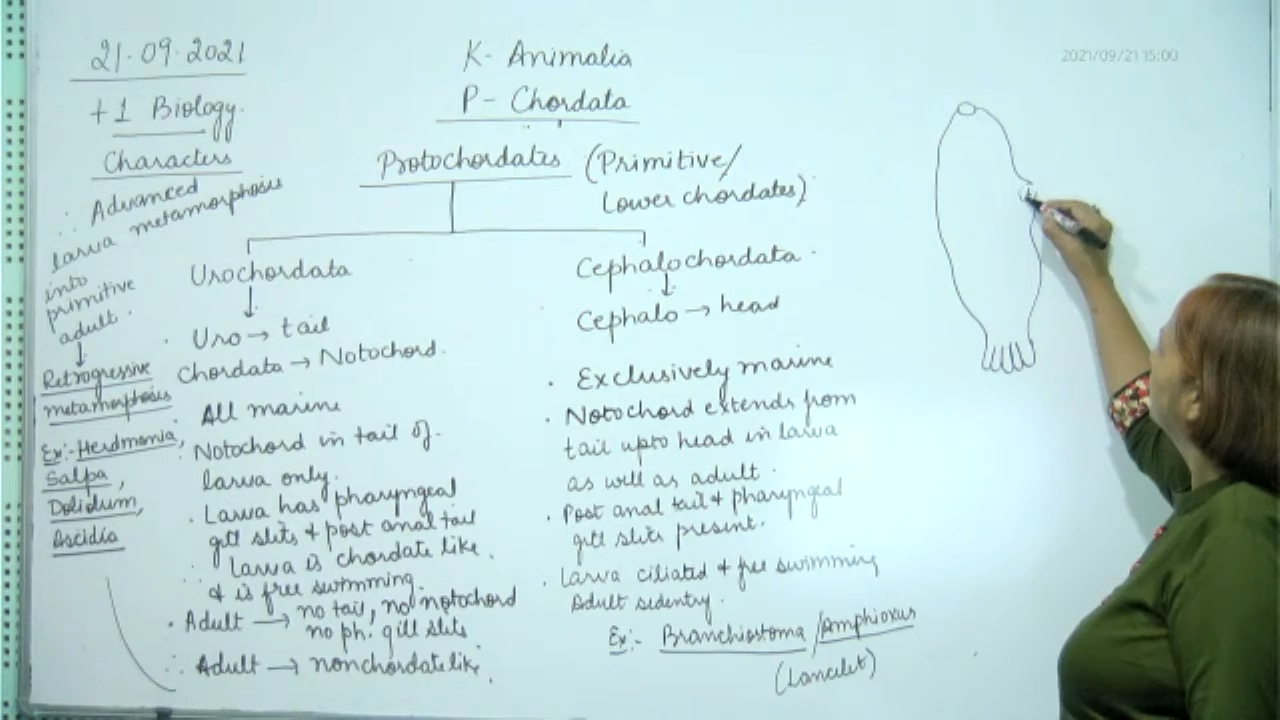 21.09.2021
+1 Biology.
Characters
∴ Advanced
larva metamorphosis
into
primitive
adult.
↓
Retrogressive
metamorphosis
Ex:- Herdmania,
Salpa,
Doliolum,
Ascidia
K- Animalia
P- Chordata
Protochordates (Primitive/
Lower chordates)
Urochordata
↓
Uro → tail
Chordata → Notochord.
· All marine
· Notochord in tail of
larva only.
· Larva has pharyngeal
gill slits & post anal tail
∴ larva is chordate like
& is free swimming.
· Adult → no tail, no notochord
no ph. gill slits
∴ Adult → nonchordate like.
Cephalochordata
↓
Cephalo → head
· Exclusively marine
· Notochord extends from
tail upto head in larva
as well as adult.
· Post anal tail & pharyngeal
gill slits present.
· Larva ciliated & free swimming
Adult sidentry.
Ex:- Branchiostoma / Amphioxus
(Lancelet)
2021/09/21 15:00